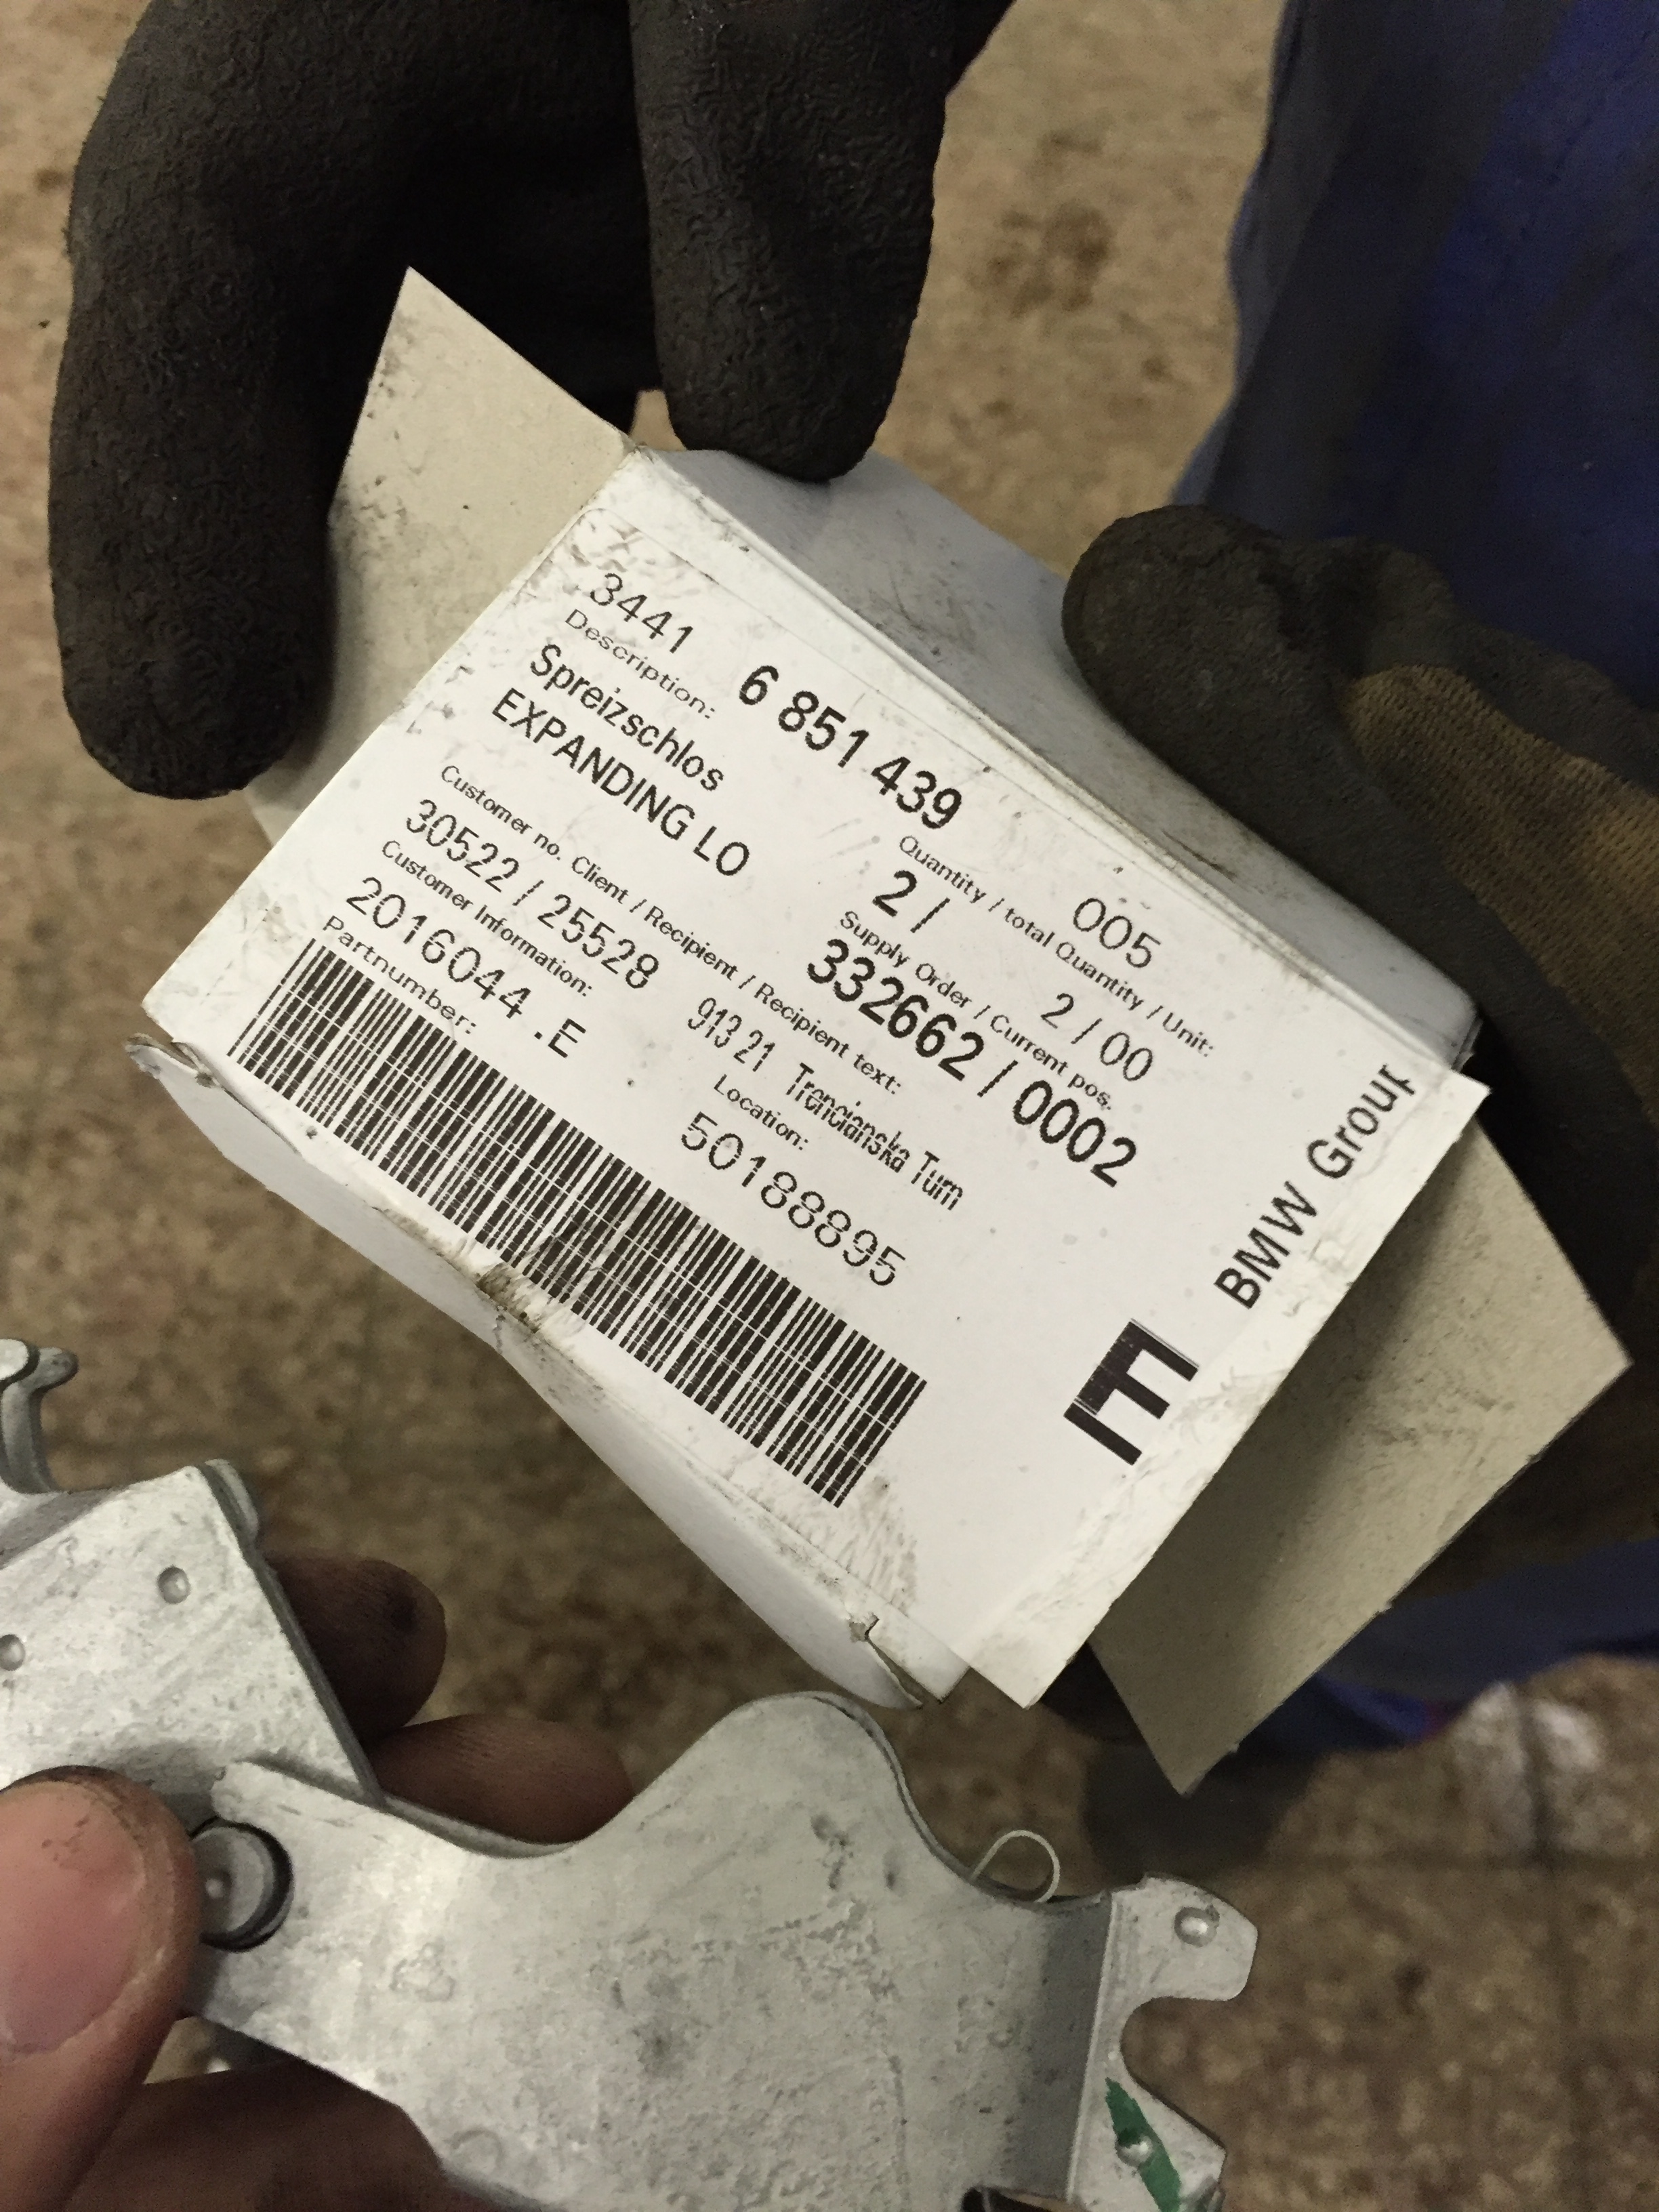 3441 6 851 439 005
Description: Quantity / total Quantity / Unit:
Spreizschlos 2 / 2 / 00
EXPANDING LO Supply Order / Current pos.
332662 / 0002
Customer no. Client / Recipient / Recipient text:
30522 / 25528 913 21 Trencianska Turn
Customer Information: Location:
2016044 .E 50188895
Partnumber:
BMW Group
E